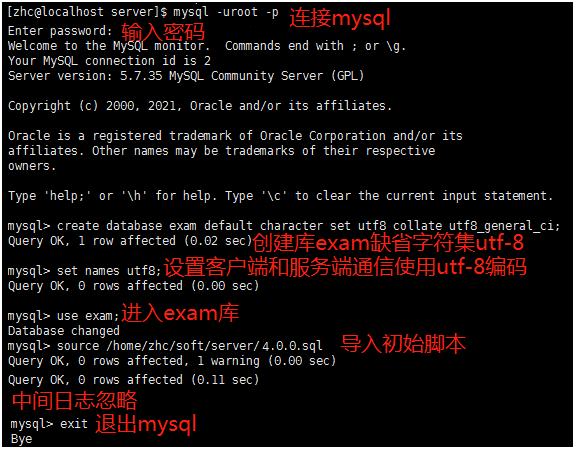 [zhc@localhost server]$ mysql -uroot -p 连接mysql
Enter password: 输入密码
Welcome to the MySQL monitor.  Commands end with ; or \g.
Your MySQL connection id is 2
Server version: 5.7.35 MySQL Community Server (GPL)
Copyright (c) 2000, 2021, Oracle and/or its affiliates.
Oracle is a registered trademark of Oracle Corporation and/or its
affiliates. Other names may be trademarks of their respective
owners.
Type 'help;' or '\h' for help. Type '\c' to clear the current input statement.
mysql> create database exam default character set utf8 collate utf8_general_ci;
Query OK, 1 row affected (0.02 sec)创建库exam缺省字符集utf-8
mysql> set names utf8;设置客户端和服务端通信使用utf-8编码
Query OK, 0 rows affected (0.00 sec)
mysql> use exam;进入exam库
Database changed
mysql> source /home/zhc/soft/server/4.0.0.sql 导入初始脚本
Query OK, 0 rows affected, 1 warning (0.00 sec)
Query OK, 0 rows affected (0.11 sec)
中间日志忽略
mysql> exit 退出mysql
Bye